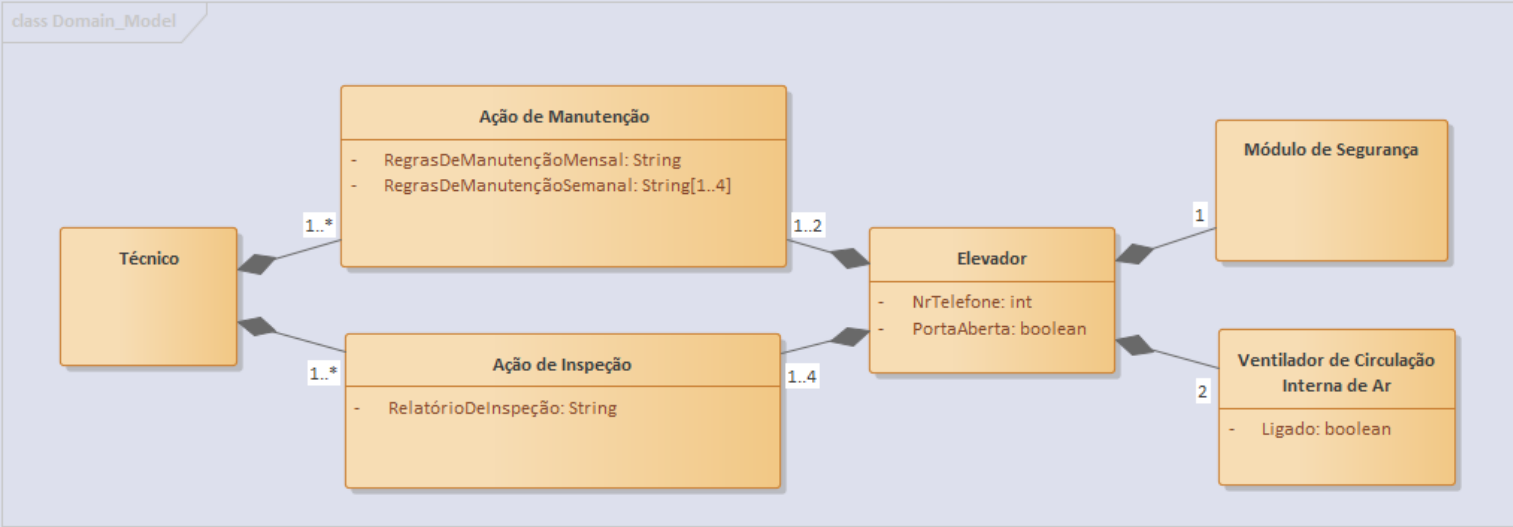 class Domain_Model
Ação de Manutenção
- RegrasDeManutençãoMensal: String
- RegrasDeManutençãoSemanal: String[1..4]
1..*
1..2
Técnico
1..*
Ação de Inspeção
- RelatórioDeInspeção: String
1..4
Elevador
- NrTelefone: int
- PortaAberta: boolean
1
Módulo de Segurança
2
Ventilador de Circulação
Interna de Ar
- Ligado: boolean